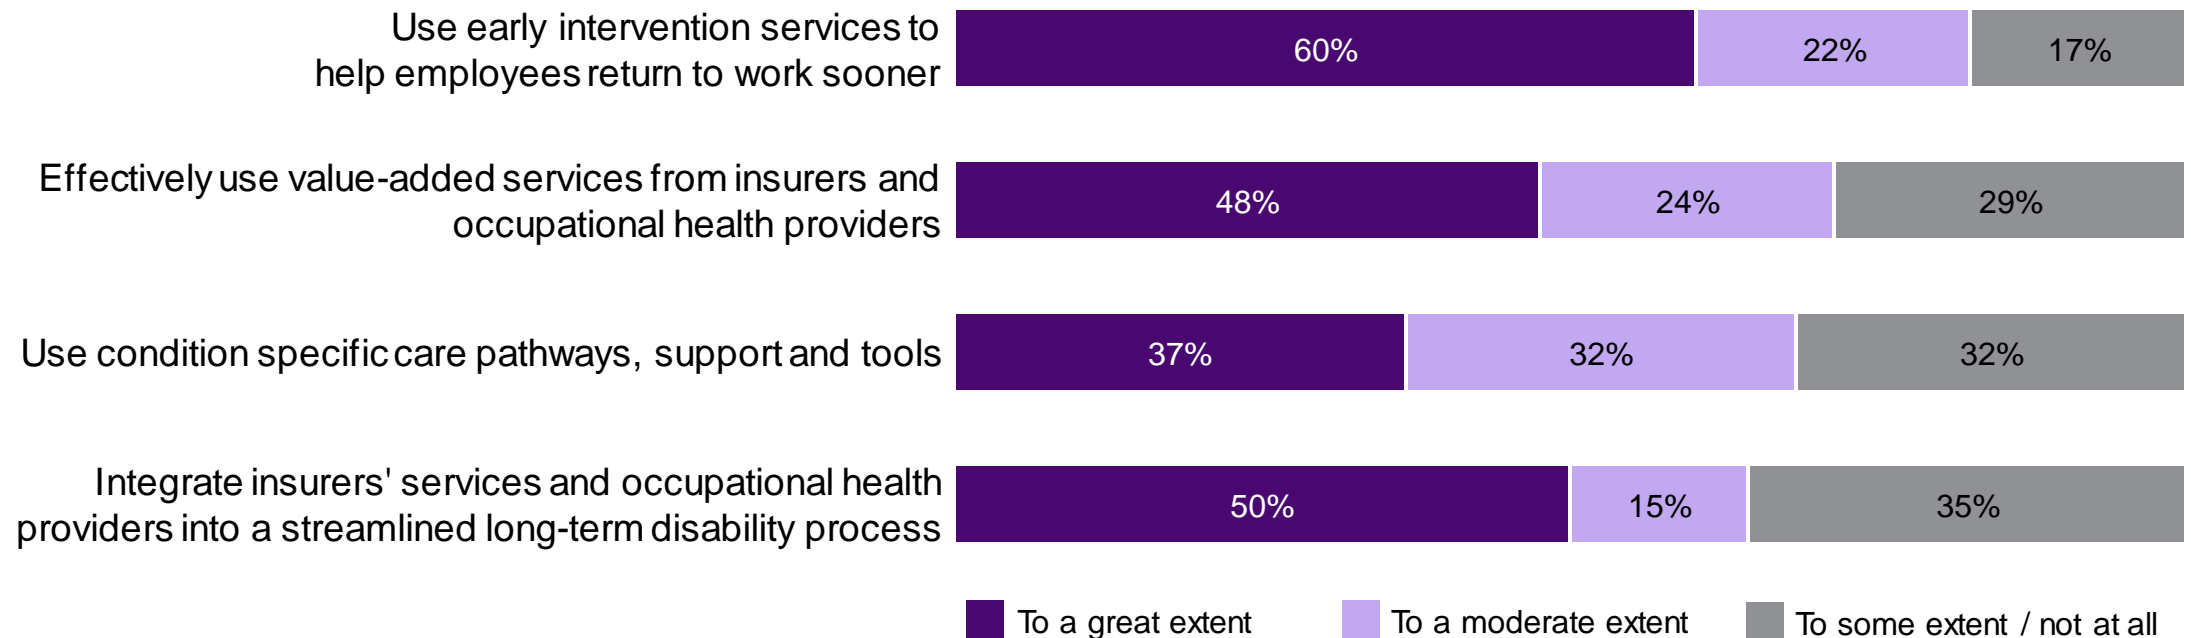 Use early intervention services to
help employees return to work sooner
60%
22%
17%
Effectively use value-added services from insurers and
occupational health providers
48%
24%
29%
Use condition specific care pathways, support and tools
37%
32%
32%
Integrate insurers' services and occupational health
providers into a streamlined long-term disability process
50%
15%
35%
To a great extent
To a moderate extent
To some extent / not at all